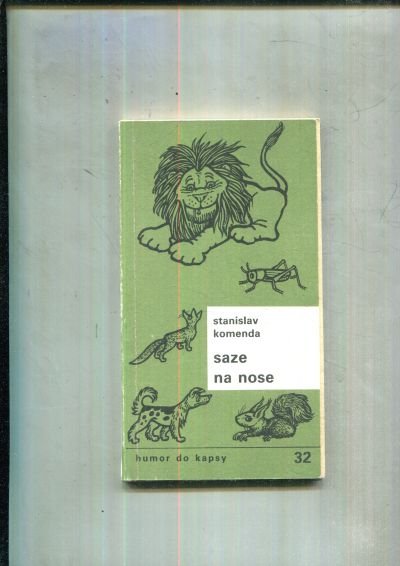 stanislav
komenda
saze
na nose
humor do kapsy 32